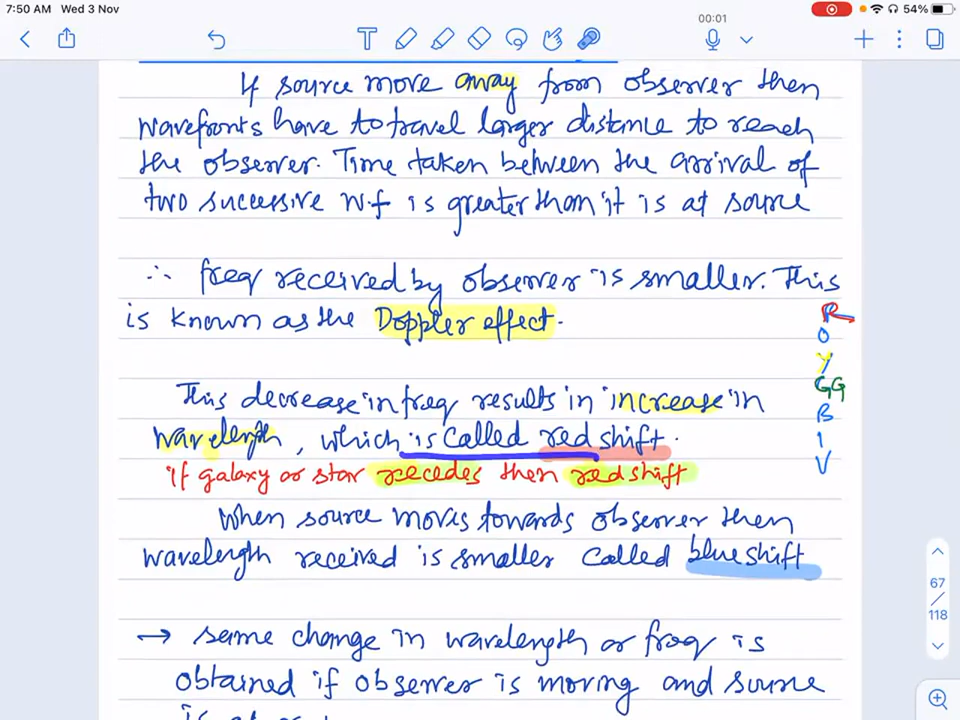 7:50 AM Wed 3 Nov
00:01
54%
If source move away from observer then
wavefronts have to travel larger distance to reach
the observer. Time taken between the arrival of
two successive w.f is greater than it is at source
∴ freq received by observer is smaller. This
is known as the Doppler effect.
R
O
Y
GG
B
I
V
This decrease in freq results in increase in
wavelength, which is called red shift.
if galaxy or star recedes then redshift
When source moves towards observer then
wavelength received is smaller called blue shift
→ same change in wavelength or freq is
obtained if observer is moving and source
67
/
118